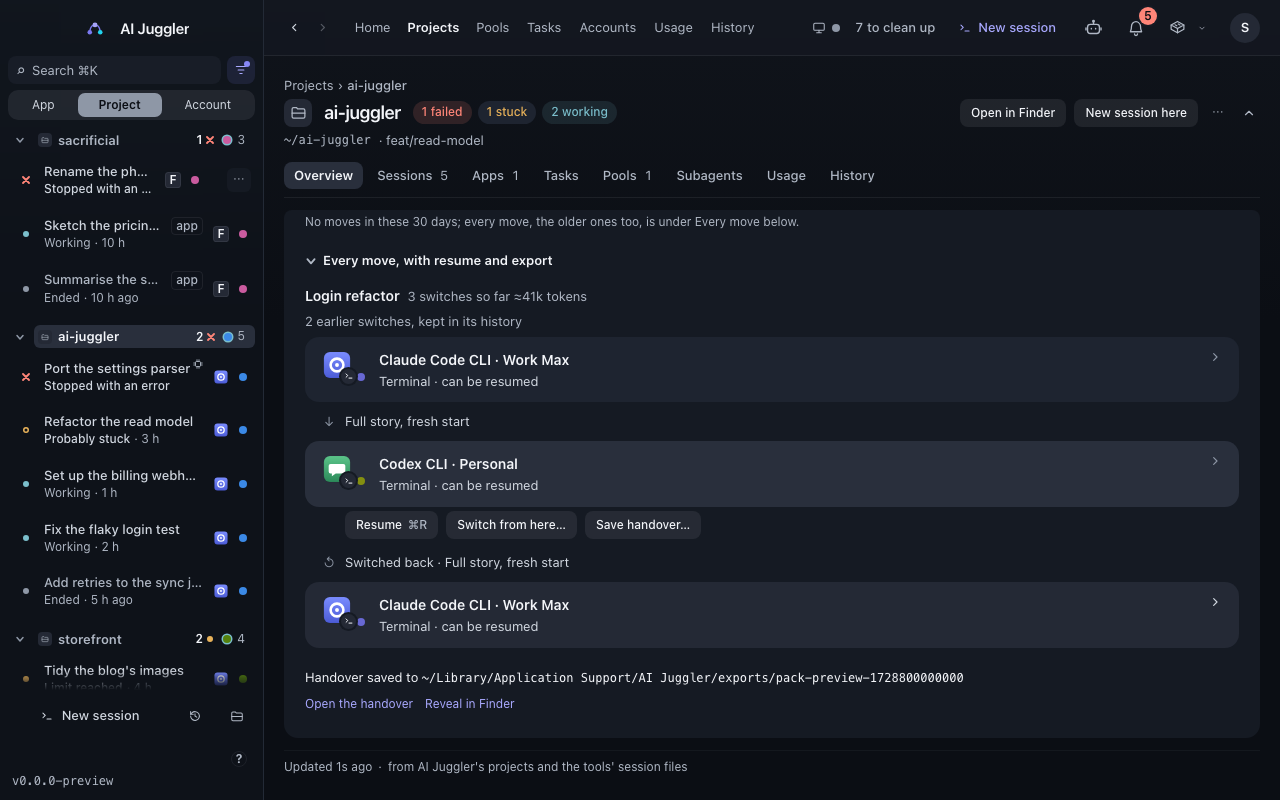 AI Juggler
Search ⌘K
App Project Account
sacrificial 1 3
Rename the ph... F
Stopped with an ...
Sketch the pricin... app F
Working · 10 h
Summarise the s... app F
Ended · 10 h ago
ai-juggler 2 5
Port the settings parser
Stopped with an error
Refactor the read model
Probably stuck · 3 h
Set up the billing webh...
Working · 1 h
Fix the flaky login test
Working · 2 h
Add retries to the sync j...
Ended · 5 h ago
storefront 2 4
Tidy the blog's images
Limit reached · 4 h
New session
?
v0.0.0-preview
Home Projects Pools Tasks Accounts Usage History
7 to clean up
New session
5
S
Projects › ai-juggler
ai-juggler 1 failed 1 stuck 2 working
Open in Finder New session here ...
~/ai-juggler · feat/read-model
Overview Sessions 5 Apps 1 Tasks Pools 1 Subagents Usage History
No moves in these 30 days; every move, the older ones too, is under Every move below.
Every move, with resume and export
Login refactor 3 switches so far ≈41k tokens
2 earlier switches, kept in its history
Claude Code CLI · Work Max
Terminal · can be resumed
↓ Full story, fresh start
Codex CLI · Personal
Terminal · can be resumed
Resume ⌘R Switch from here... Save handover...
Switched back · Full story, fresh start
Claude Code CLI · Work Max
Terminal · can be resumed
Handover saved to ~/Library/Application Support/AI Juggler/exports/pack-preview-1728800000000
Open the handover Reveal in Finder
Updated 1s ago · from AI Juggler's projects and the tools' session files